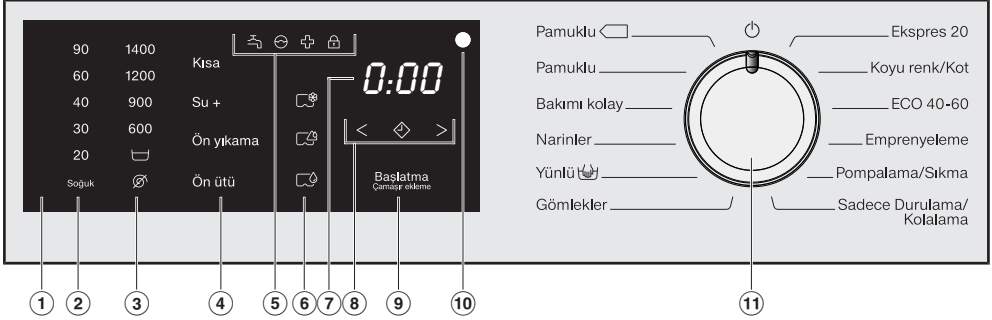 90
60
40
30
20
Soğuk
1400
1200
900
600
Kısa
Su +
Ön yıkama
Ön ütü
0:00
< >
Başlatma
Çamaşır ekleme
Pamuklu
Pamuklu
Bakımı kolay
Narinler
Yünlü
Gömlekler
Ekspres 20
Koyu renk/Kot
ECO 40-60
Emprenyeleme
Pompalama/Sıkma
Sadece Durulama/
Kolalama
1 2 3 4 5 6 7 8 9 10 11